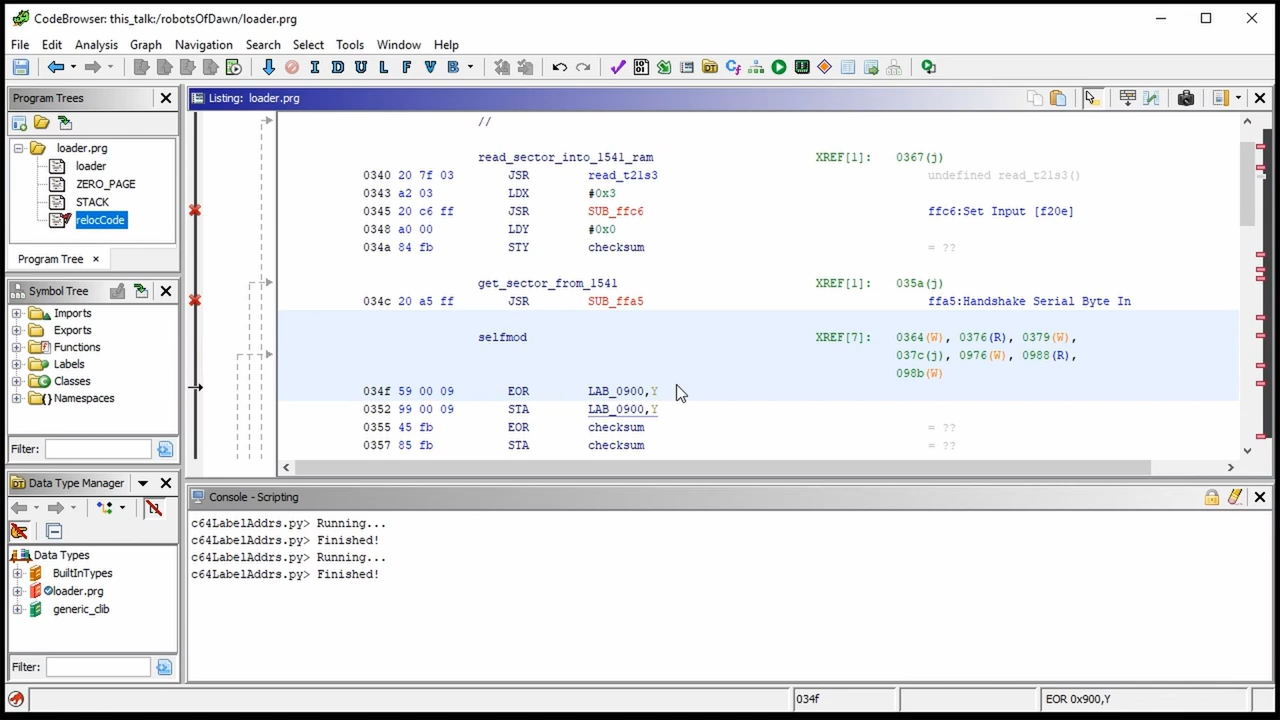 CodeBrowser: this_talk:/robotsOfDawn/loader.prg
File Edit Analysis Graph Navigation Search Select Tools Window Help
I D U L F V B
Program Trees
loader.prg
loader
ZERO_PAGE
STACK
relocCode
Program Tree
Symbol Tree
Imports
Exports
Functions
Labels
Classes
Namespaces
Filter:
Data Type Manager
Data Types
BuiltInTypes
loader.prg
generic_clib
Filter:
Listing: loader.prg
//
read_sector_into_1541_ram XREF[1]: 0367(j)
0340 20 7f 03 JSR read_t21s3 undefined read_t21s3()
0343 a2 03 LDX #0x3
0345 20 c6 ff JSR SUB_ffc6 ffc6:Set Input [f20e]
0348 a0 00 LDY #0x0
034a 84 fb STY checksum = ??
get_sector_from_1541 XREF[1]: 035a(j)
034c 20 a5 ff JSR SUB_ffa5 ffa5:Handshake Serial Byte In
selfmod XREF[7]: 0364(W), 0376(R), 0379(W),
037c(j), 0976(W), 0988(R),
098b(W)
034f 59 00 09 EOR LAB_0900,Y
0352 99 00 09 STA LAB_0900,Y
0355 45 fb EOR checksum = ??
0357 85 fb STA checksum = ??
Console - Scripting
c64LabelAddrs.py> Running...
c64LabelAddrs.py> Finished!
c64LabelAddrs.py> Running...
c64LabelAddrs.py> Finished!
034f EOR 0x900,Y